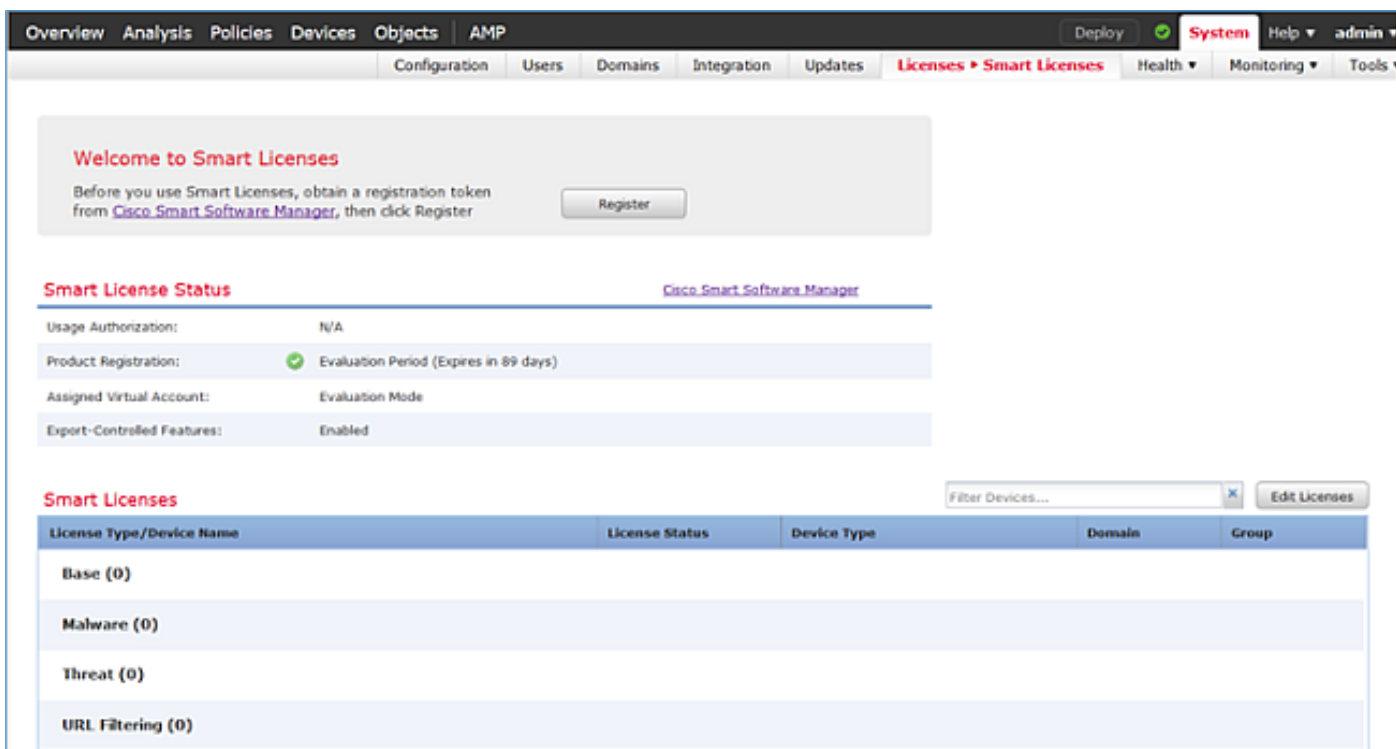 Overview Analysis Policies Devices Objects AMP Deploy System Help ▾ admin ▾
Configuration Users Domains Integration Updates Licenses ▸ Smart Licenses Health ▾ Monitoring ▾ Tools ▾
Welcome to Smart Licenses
Before you use Smart Licenses, obtain a registration token
from Cisco Smart Software Manager, then click Register
Register
Smart License Status Cisco Smart Software Manager
Usage Authorization: N/A
Product Registration: Evaluation Period (Expires in 89 days)
Assigned Virtual Account: Evaluation Mode
Export-Controlled Features: Enabled
Smart Licenses Filter Devices... × Edit Licenses
License Type/Device Name License Status Device Type Domain Group
Base (0)
Malware (0)
Threat (0)
URL Filtering (0)